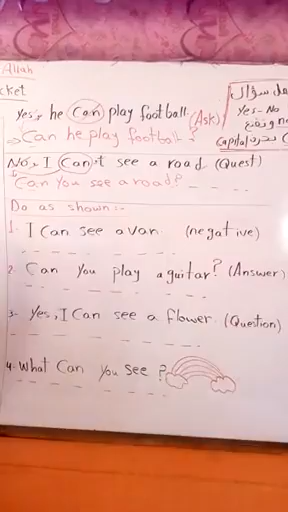 Allah
cket
Yes, he can play football. (Ask)
⇒ Can he play football?
سؤال
Yes-No
Capital
No, I Can't see a road (Quest)
Can you see a road?
Do as shown:-
1- I Can see a van. (negative)
2- Can you play a guitar? (Answer)
3- Yes, I Can see a flower. (Question)
4- What Can you see?